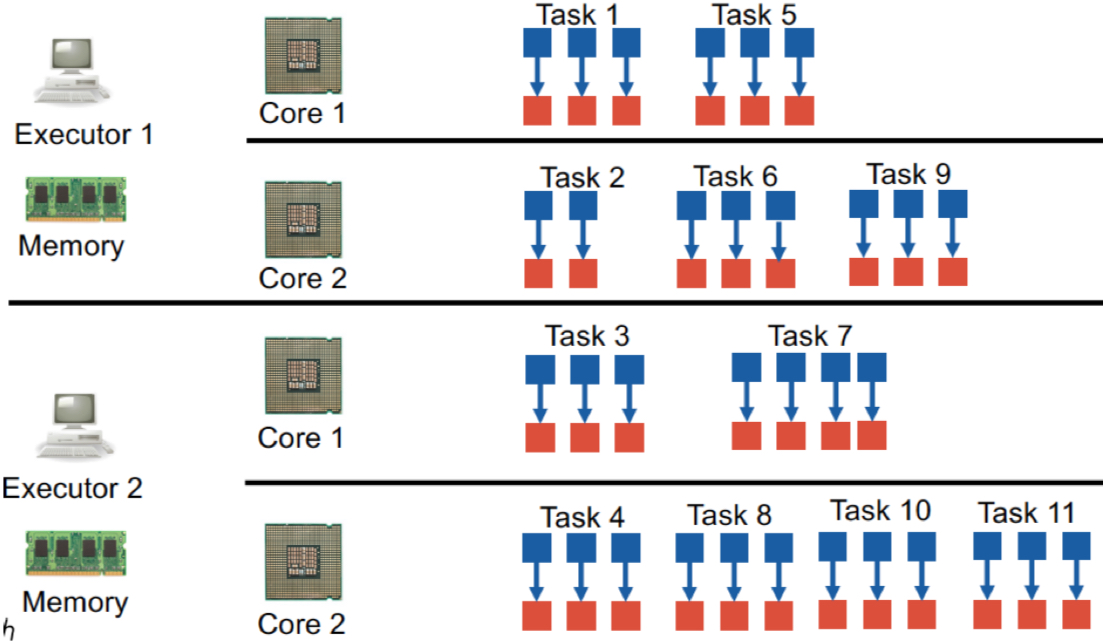 Task 1 Task 5
Core 1
Executor 1
Task 2 Task 6 Task 9
Memory
Core 2
Task 3 Task 7
Core 1
Executor 2
Task 4 Task 8 Task 10 Task 11
Memory
Core 2
h